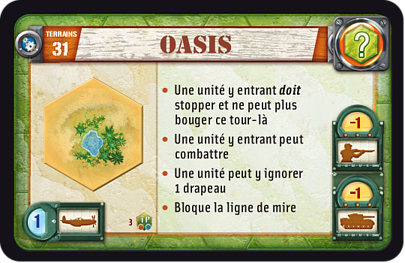 TERRAINS
31
OASIS
?
• Une unité y entrant doit
stopper et ne peut plus
bouger ce tour-là
• Une unité y entrant peut
combattre
• Une unité peut y ignorer
1 drapeau
• Bloque la ligne de mire
-1
-1
1
3